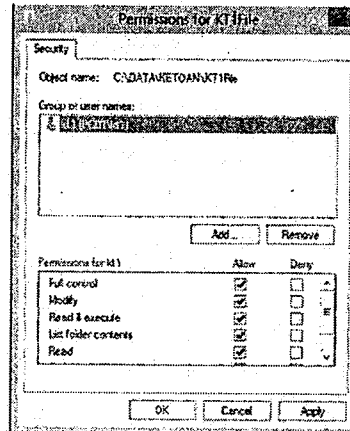 Permissions for KT1File
Security
Object name: C:\DATA\KETOAN\KT1File
Group or user names:
Add...
Remove
Permissions for kt1
Allow
Deny
Full control
Modify
Read & execute
List folder contents
Read
OK
Cancel
Apply